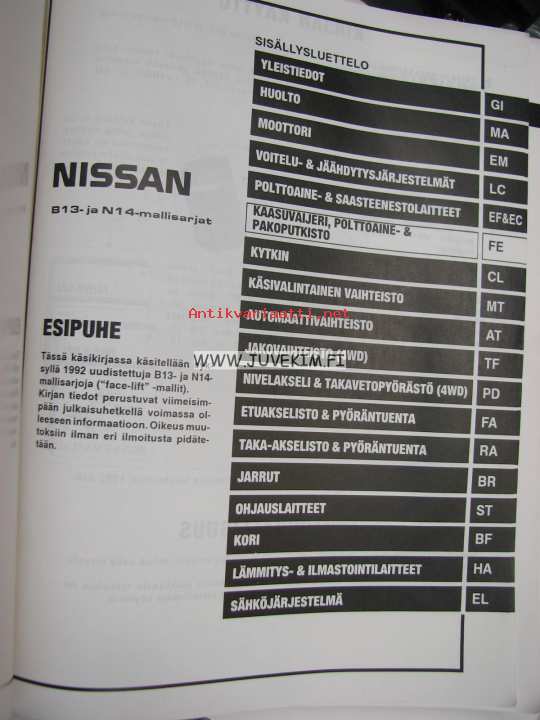 SISÄLLYSLUETTELO
YLEISTIEDOT GI
HUOLTO MA
MOOTTORI EM
VOITELU- & JÄÄHDYTYSJÄRJESTELMÄT LC
POLTTOAINE- & SAASTEENESTOLAITTEET EF&EC
KAASUVAIJERI, POLTTOAINE- &
PAKOPUTKISTO FE
KYTKIN CL
KÄSIVALINTAINEN VAIHTEISTO MT
AUTOMAATTIVAIHTEISTO AT
JAKOVAIHTEISTO (4WD) TF
NIVELAKSELI & TAKAVETOPYÖRÄSTÖ (4WD) PD
ETUAKSELISTO & PYÖRÄNTUENTA FA
TAKA-AKSELISTO & PYÖRÄNTUENTA RA
JARRUT BR
OHJAUSLAITTEET ST
KORI BF
LÄMMITYS- & ILMASTOINTILAITTEET HA
SÄHKÖJÄRJESTELMÄ EL
NISSAN
B13- ja N14-mallisarjat
ESIPUHE
Tässä käsikirjassa käsitellään
syllä 1992 uudistettuja B13- ja N14-
mallisarjoja ("face-lift" -mallit).
Kirjan tiedot perustuvat viimeisim-
pään julkaisuhetkellä voimassa ol-
leeseen informaatioon. Oikeus muu-
toksiin ilman eri ilmoitusta pidäte-
tään.
Antikvariaatti.net
WWW.JUVEKIM.FI